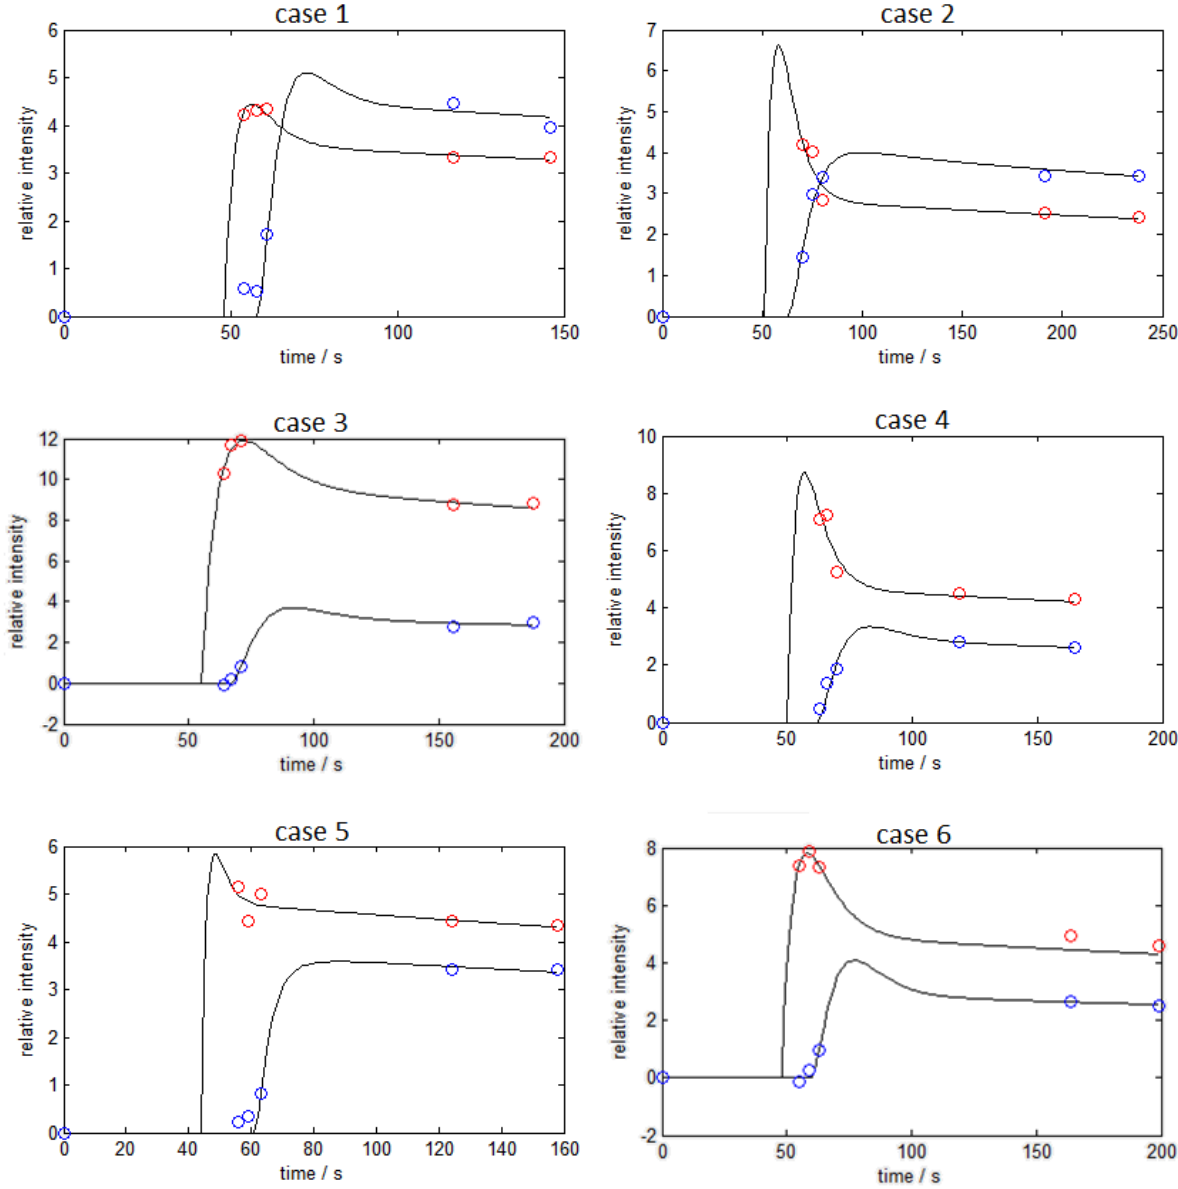 case 1
6
5
4
3
2
1
0
relative intensity
0 50 100 150
time / s
case 2
7
6
5
4
3
2
1
0
relative intensity
0 50 100 150 200 250
time / s
case 3
12
10
8
6
4
2
0
-2
relative intensity
0 50 100 150 200
time / s
case 4
10
8
6
4
2
0
relative intensity
0 50 100 150 200
time / s
case 5
6
5
4
3
2
1
0
relative intensity
0 20 40 60 80 100 120 140 160
time / s
case 6
8
6
4
2
0
-2
relative intensity
0 50 100 150 200
time / s